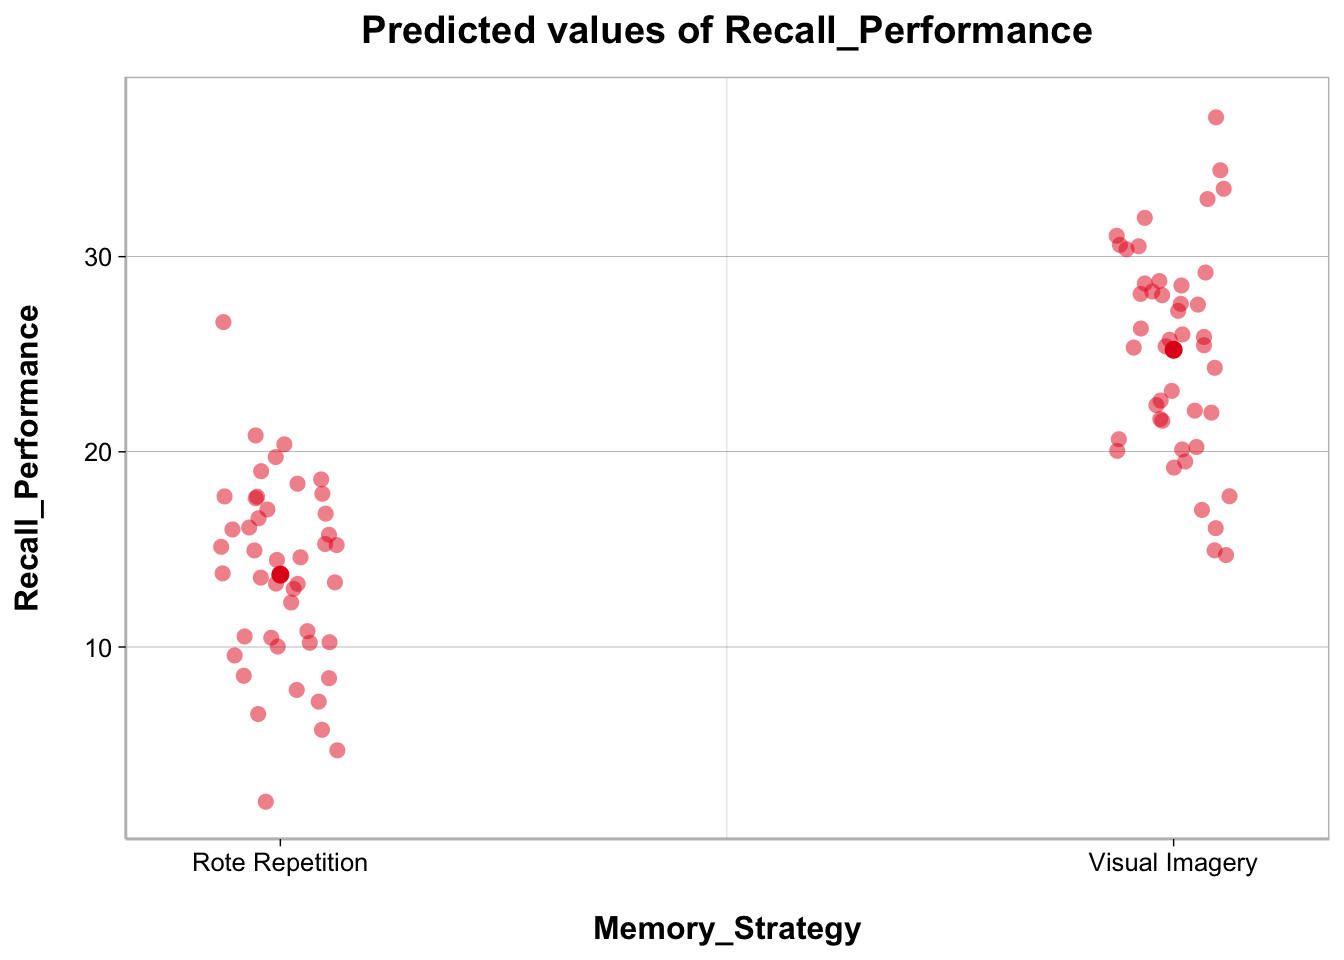 Predicted values of Recall_Performance
Recall_Performance
30
20
10
Rote Repetition
Visual Imagery
Memory_Strategy